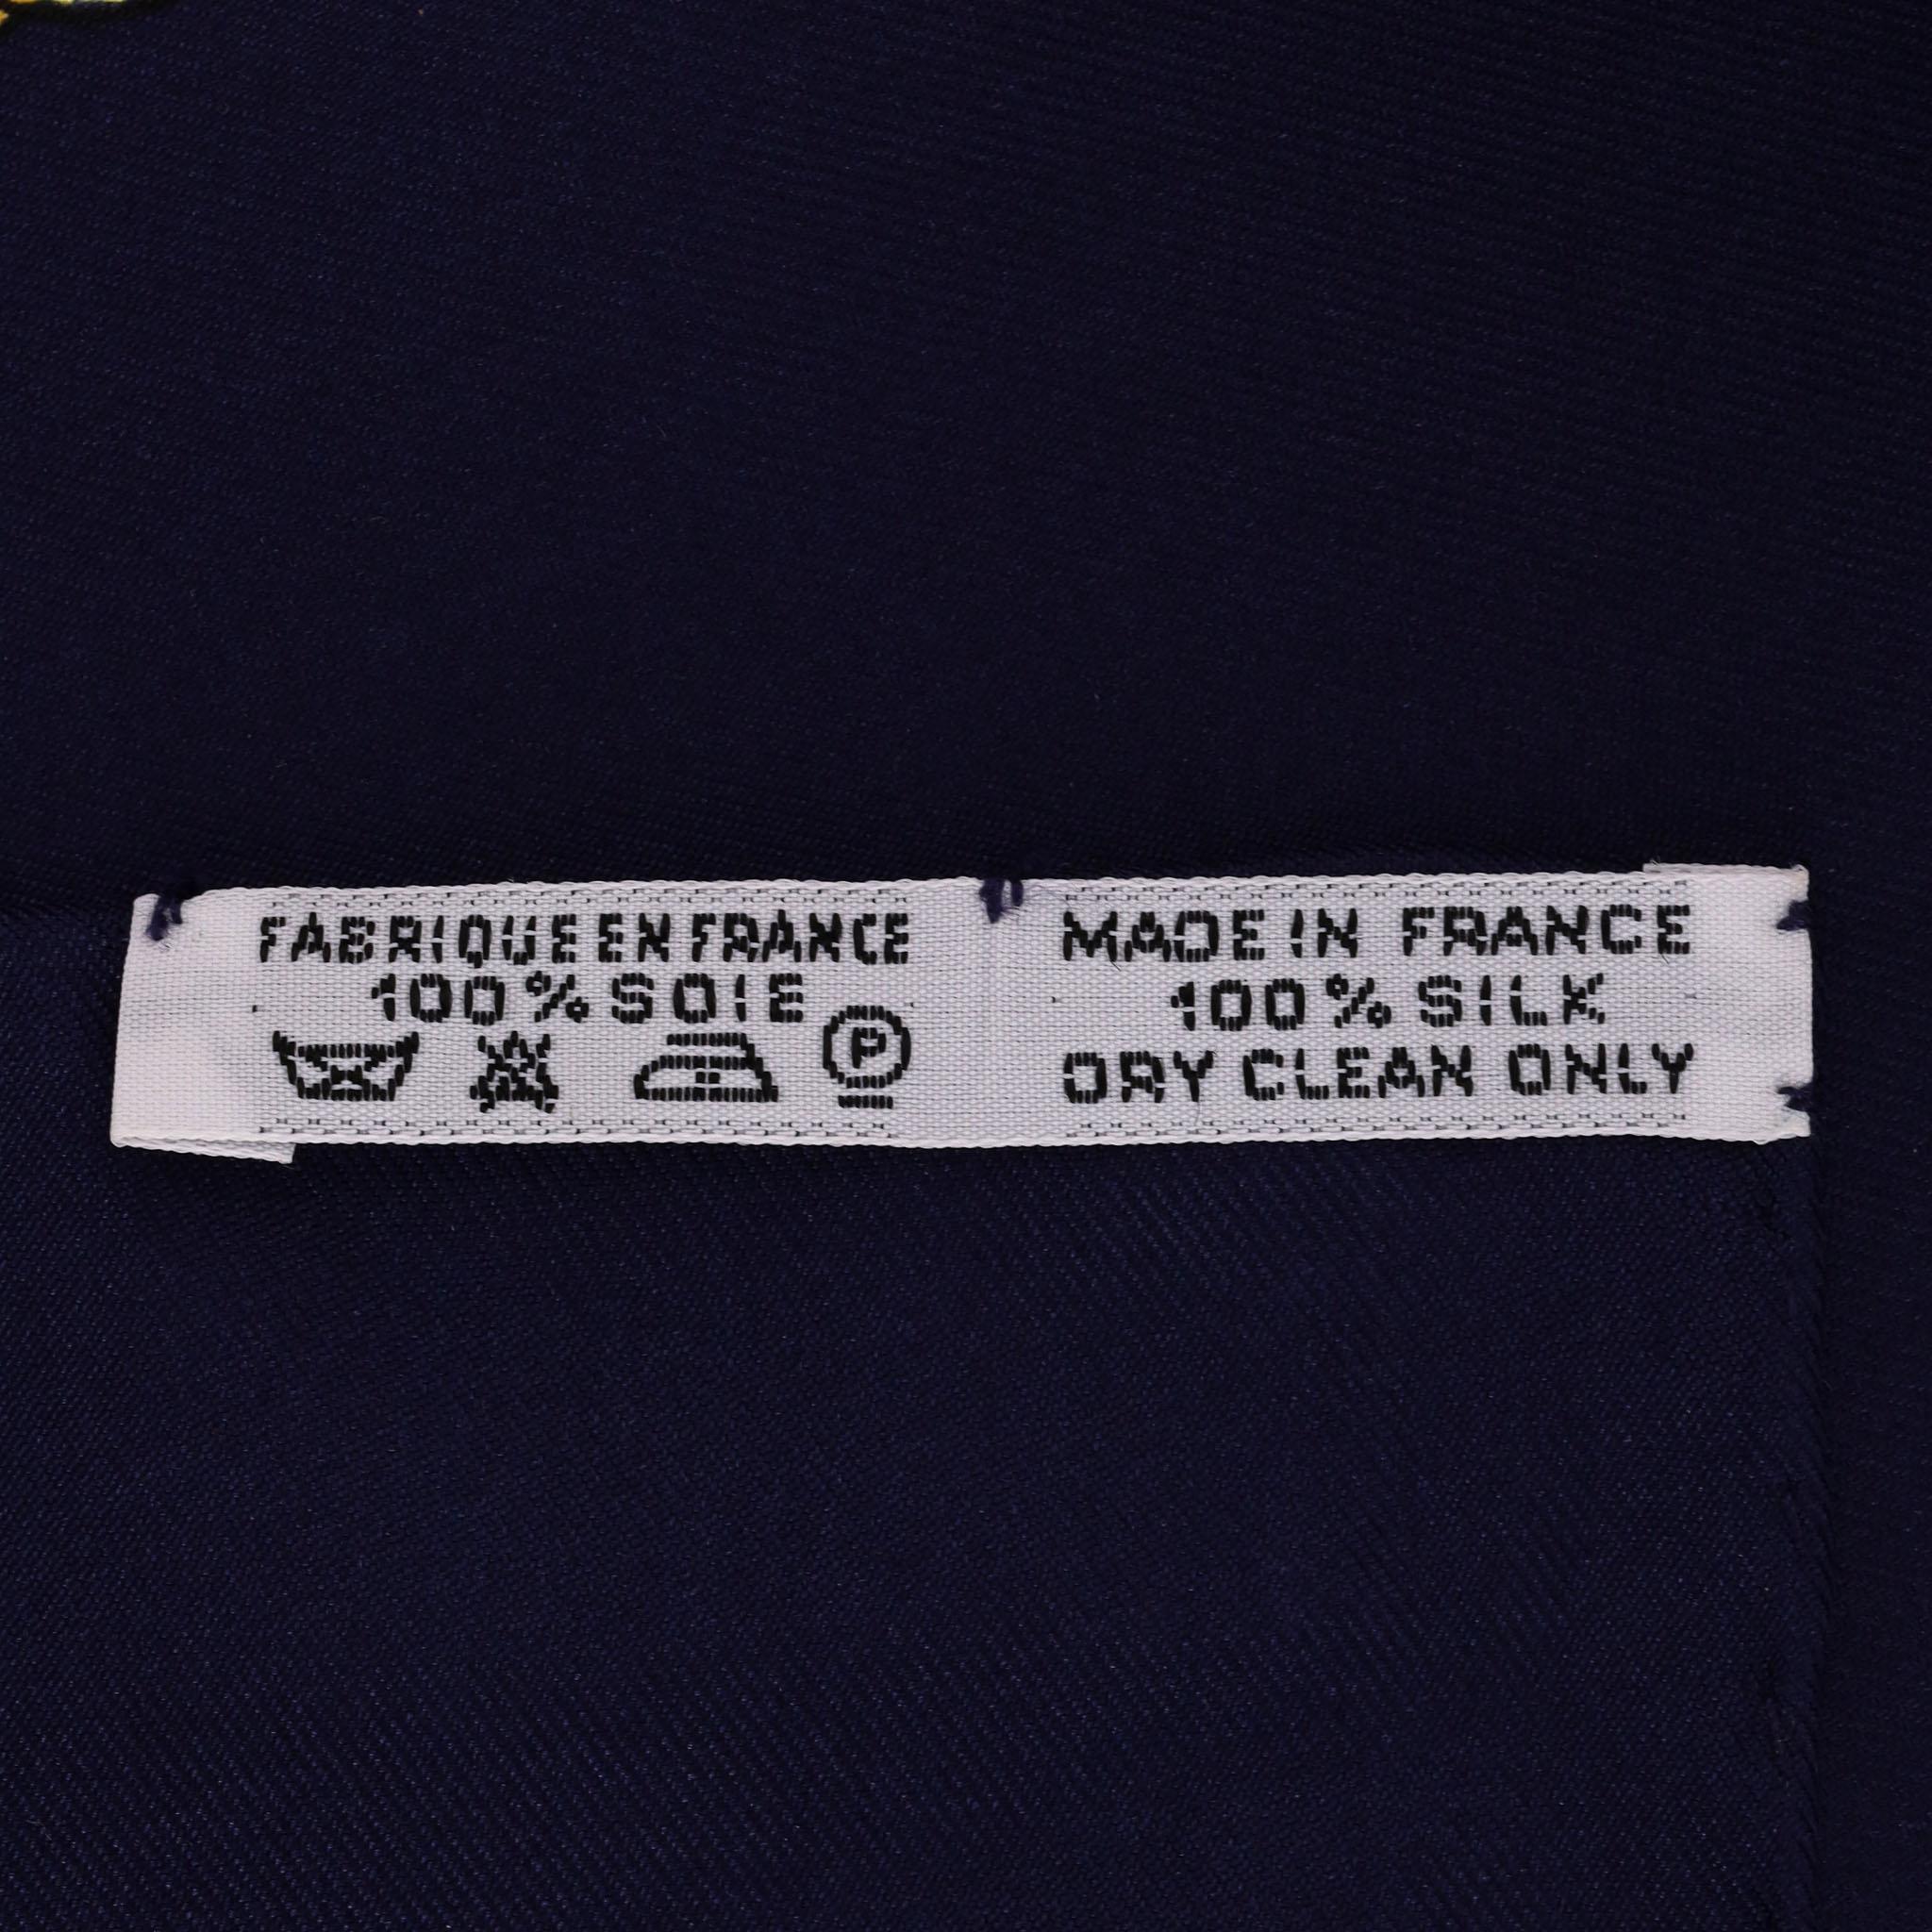 FABRIQUE EN FRANCE
100% SOIE
P
MADE IN FRANCE
100% SILK
DRY CLEAN ONLY